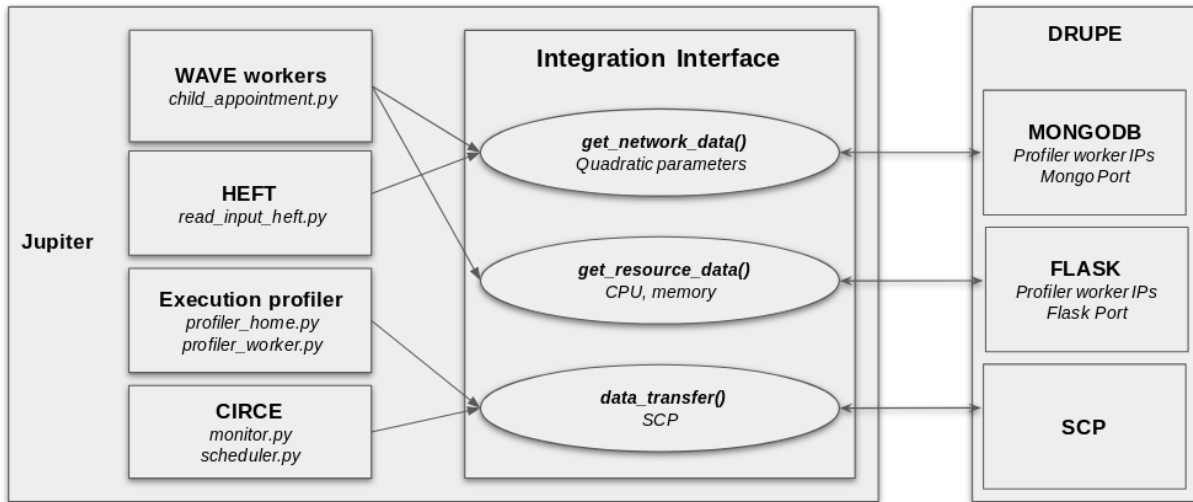 Jupiter
WAVE workers
child_appointment.py
HEFT
read_input_heft.py
Execution profiler
profiler_home.py
profiler_worker.py
CIRCE
monitor.py
scheduler.py
Integration Interface
get_network_data()
Quadratic parameters
get_resource_data()
CPU, memory
data_transfer()
SCP
DRUPE
MONGODB
Profiler worker IPs
Mongo Port
FLASK
Profiler worker IPs
Flask Port
SCP